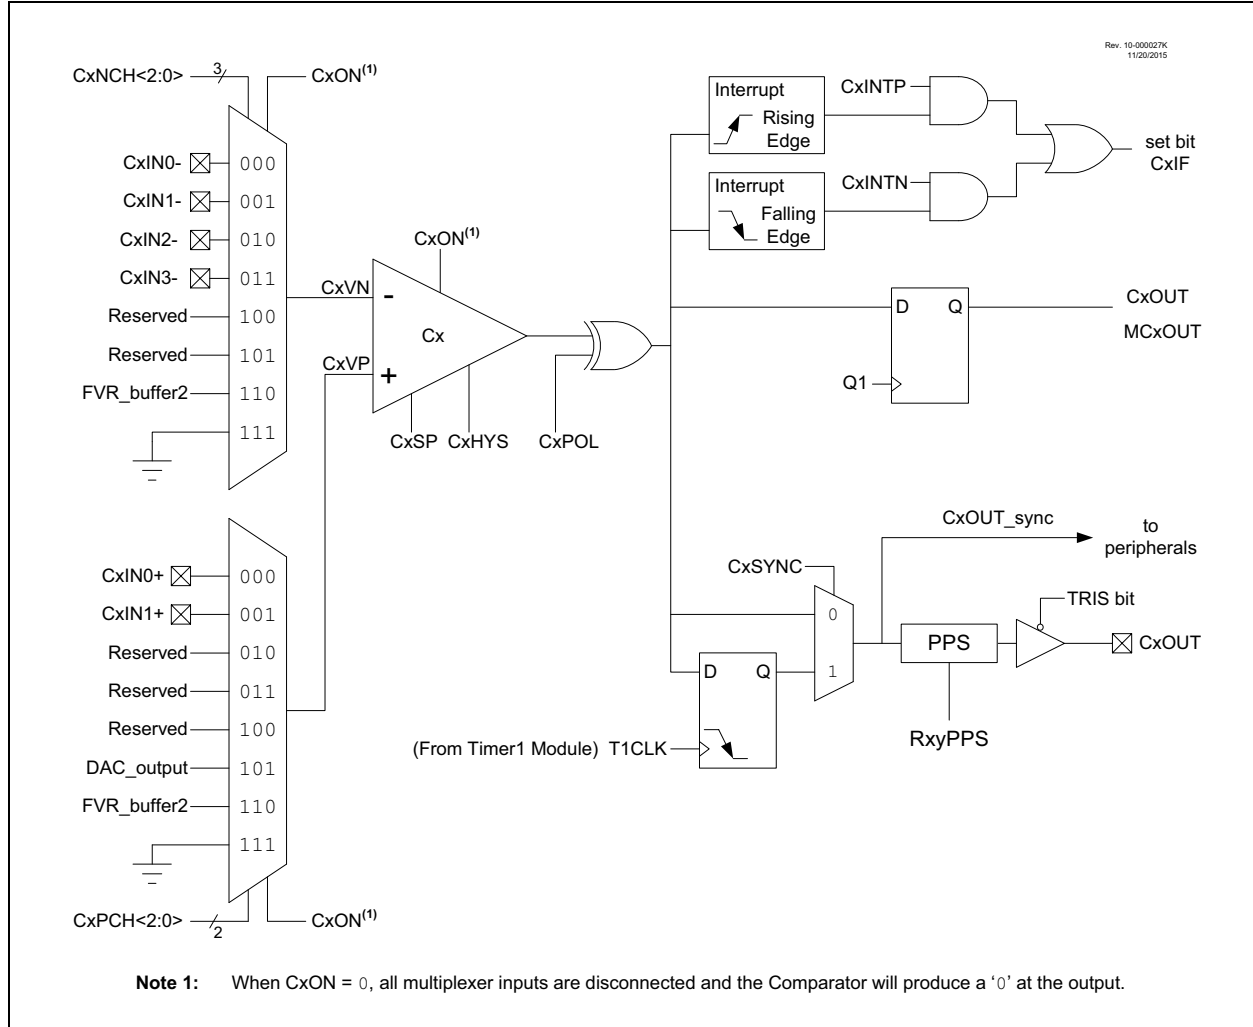 Rev. 10-000027K
11/20/2015
CxNCH<2:0>
3
CxON(1)
CxIN0-
000
CxIN1-
001
CxIN2-
010
CxIN3-
011
Reserved
100
Reserved
101
FVR_buffer2
110
111
CxVN
-
CxON(1)
Cx
CxVP
+
CxSP
CxHYS
CxPOL
Interrupt
Rising
Edge
CxINTP
Interrupt
Falling
Edge
CxINTN
set bit
CxIF
D
Q
Q1
CxOUT
MCxOUT
CxIN0+
000
CxIN1+
001
Reserved
010
Reserved
011
Reserved
100
DAC_output
101
FVR_buffer2
110
111
CxPCH<2:0>
2
CxON(1)
CxOUT_sync
to
peripherals
CxSYNC
0
1
TRIS bit
PPS
CxOUT
RxyPPS
D
Q
(From Timer1 Module) T1CLK
Note 1: When CxON = 0, all multiplexer inputs are disconnected and the Comparator will produce a ‘0’ at the output.